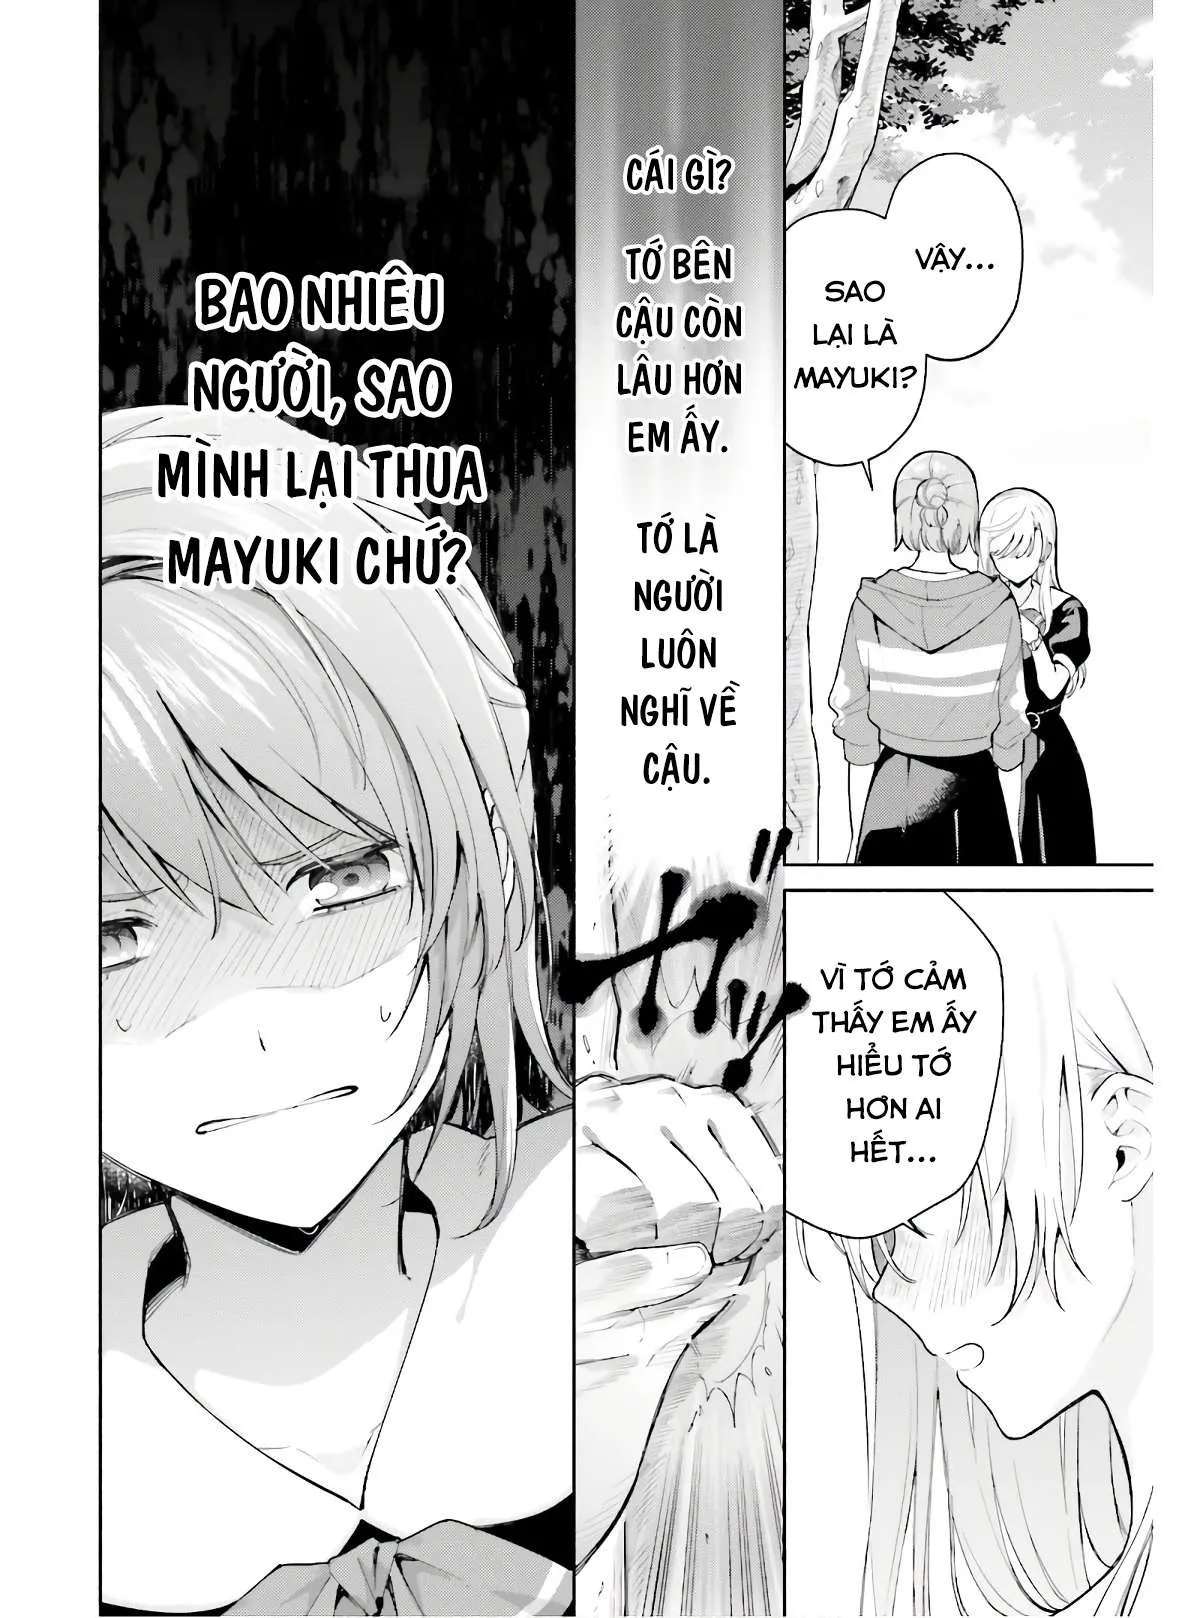 VẬY...
SAO
LẠI LÀ
MAYUKI?
VÌ TỚ CẢM
THẤY EM ẤY
HIỂU TỚ
HƠN AI
HẾT...
CÁI GÌ?
TỚ BÊN
CẬU CÒN
LÂU HƠN
EM ẤY.
TỚ LÀ
NGƯỜI
LUÔN
NGHĨ VỀ
CẬU.
ガッ
BAO NHIÊU
NGƯỜI, SAO
MÌNH LẠI THUA
MAYUKI CHỨ?